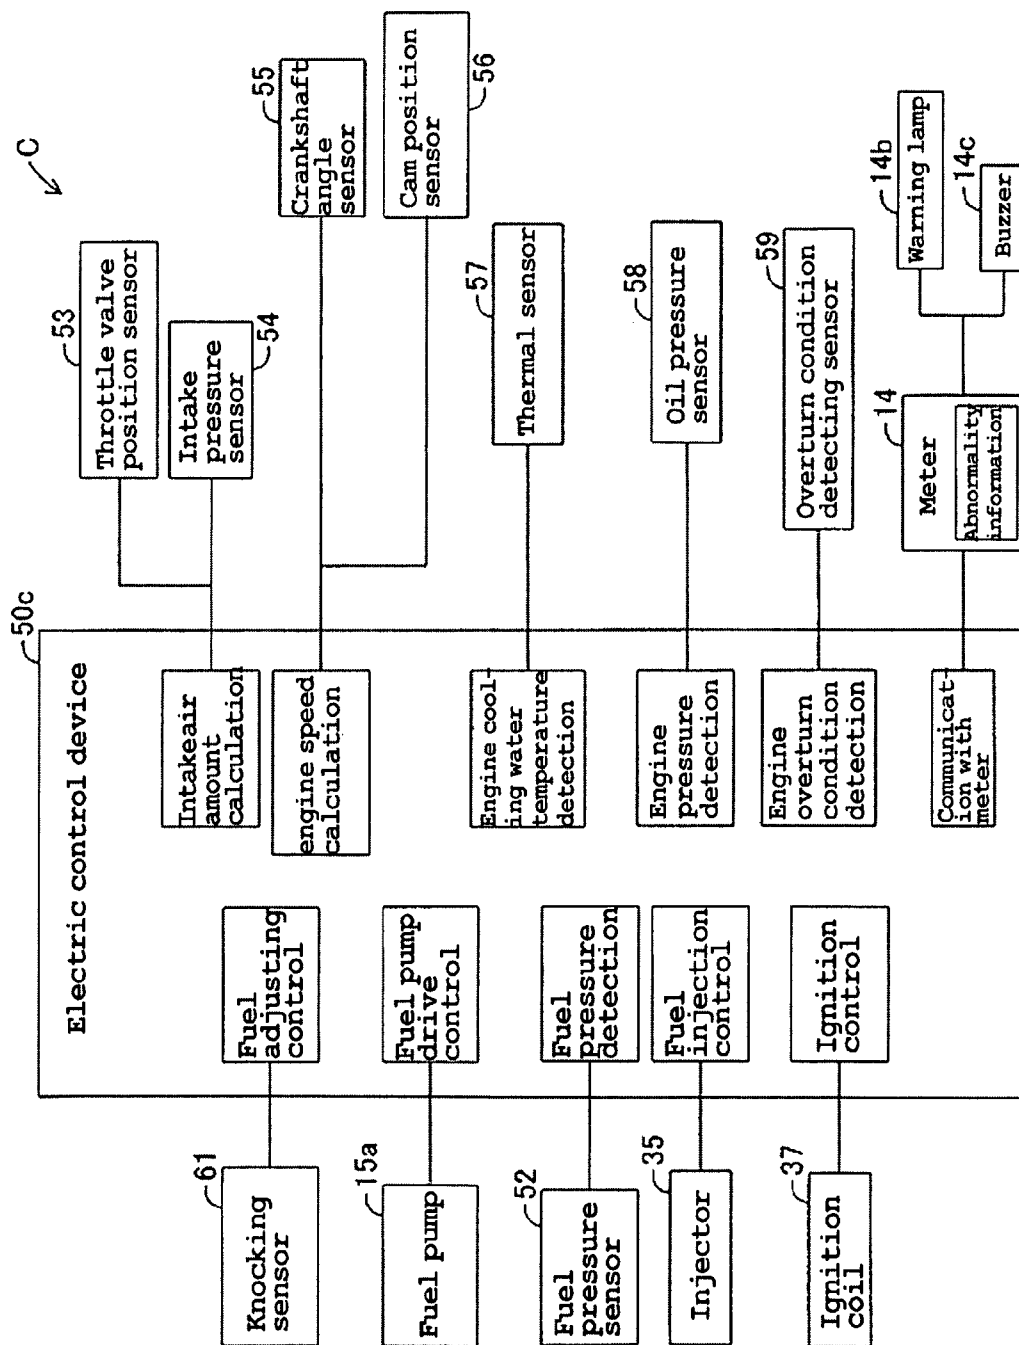 C
50c
Electric control device
61
Knocking
sensor
Fuel
adjusting
control
15a
Fuel pump
Fuel pump
drive
control
52
Fuel
pressure
sensor
Fuel
pressure
detection
35
Injector
Fuel
injection
control
37
Ignition
coil
Ignition
control
Intakeair
amount
calculation
53
Throttle valve
position sensor
54
Intake
pressure
sensor
engine speed
calculation
55
Crankshaft
angle
sensor
56
Cam position
sensor
Engine cool-
ing water
temperature
detection
57
Thermal sensor
Engine
pressure
detection
58
Oil pressure
sensor
Engine
overturn
condition
detection
59
Overturn condition
detecting sensor
Communicat-
ion with
meter
14
Meter
Abnormality
information
14b
Warning lamp
14c
Buzzer